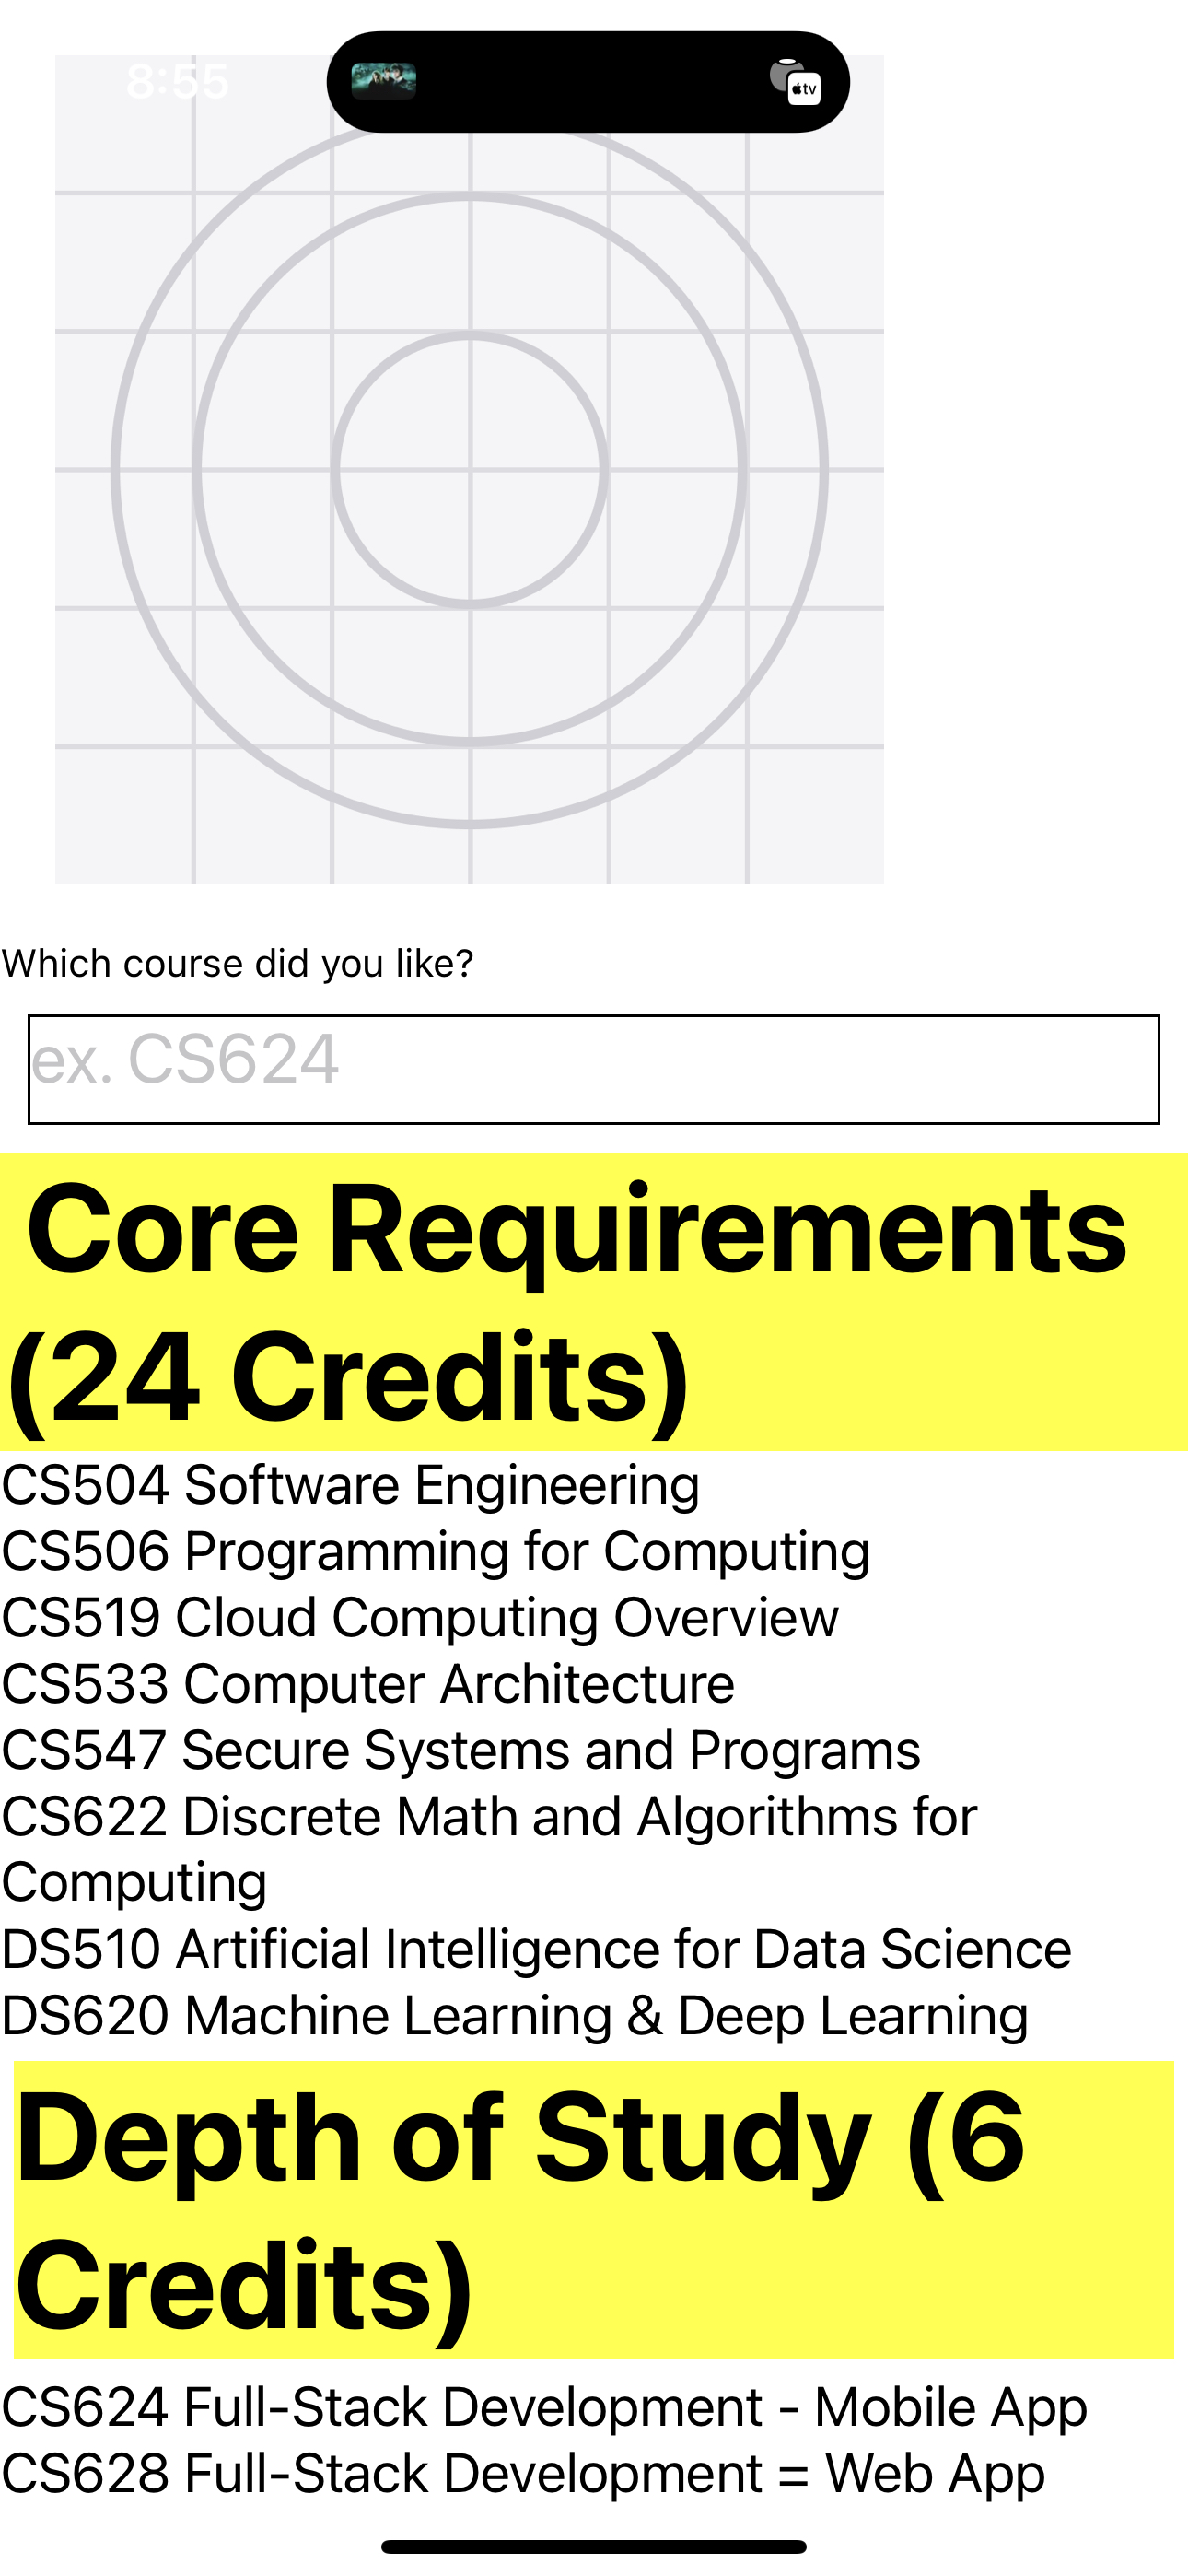 8:55
tv
Which course did you like?
ex. CS624
Core Requirements
(24 Credits)
CS504 Software Engineering
CS506 Programming for Computing
CS519 Cloud Computing Overview
CS533 Computer Architecture
CS547 Secure Systems and Programs
CS622 Discrete Math and Algorithms for
Computing
DS510 Artificial Intelligence for Data Science
DS620 Machine Learning & Deep Learning
Depth of Study (6
Credits)
CS624 Full-Stack Development - Mobile App
CS628 Full-Stack Development = Web App